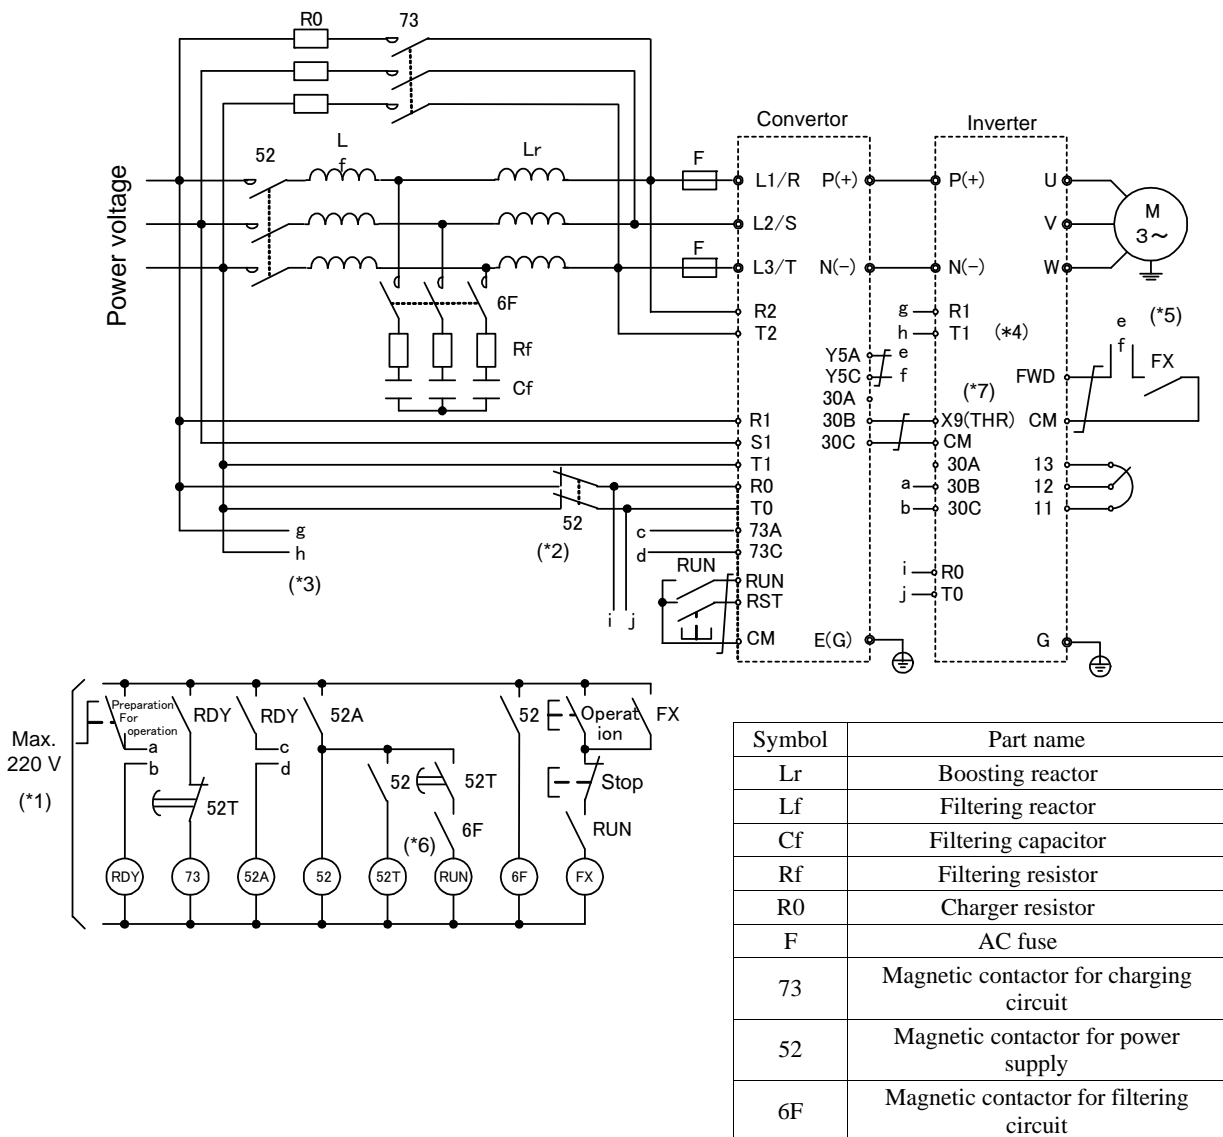 R0
73
Convertor
Inverter
L
f
Lr
F
52
Power voltage
L1/R
P(+)
P(+)
U
M
3～
L2/S
V
F
L3/T
N(−)
N(−)
W
6F
R2
T2
g
R1
h
T1
(*4)
(*5)
e
f
FX
Rf
Cf
Y5A
e
Y5C
f
FWD
30A
(*7)
30B
X9(THR)
CM
30C
CM
R1
S1
T1
R0
T0
30A
13
a
30B
12
b
30C
11
52
(*2)
g
h
(*3)
c
73A
d
73C
RUN
RUN
RST
CM
i
j
i
R0
j
T0
E(G)
G
Max.
220 V
(*1)
Preparation
For
operation
a
b
RDY
RDY
c
d
52A
52
Operat
ion
FX
52T
52
52T
Stop
6F
RUN
(*6)
RDY
73
52A
52
52T
RUN
6F
FX
Symbol Part name
Lr Boosting reactor
Lf Filtering reactor
Cf Filtering capacitor
Rf Filtering resistor
R0 Charger resistor
F AC fuse
73 Magnetic contactor for charging
circuit
52 Magnetic contactor for power
supply
6F Magnetic contactor for filtering
circuit